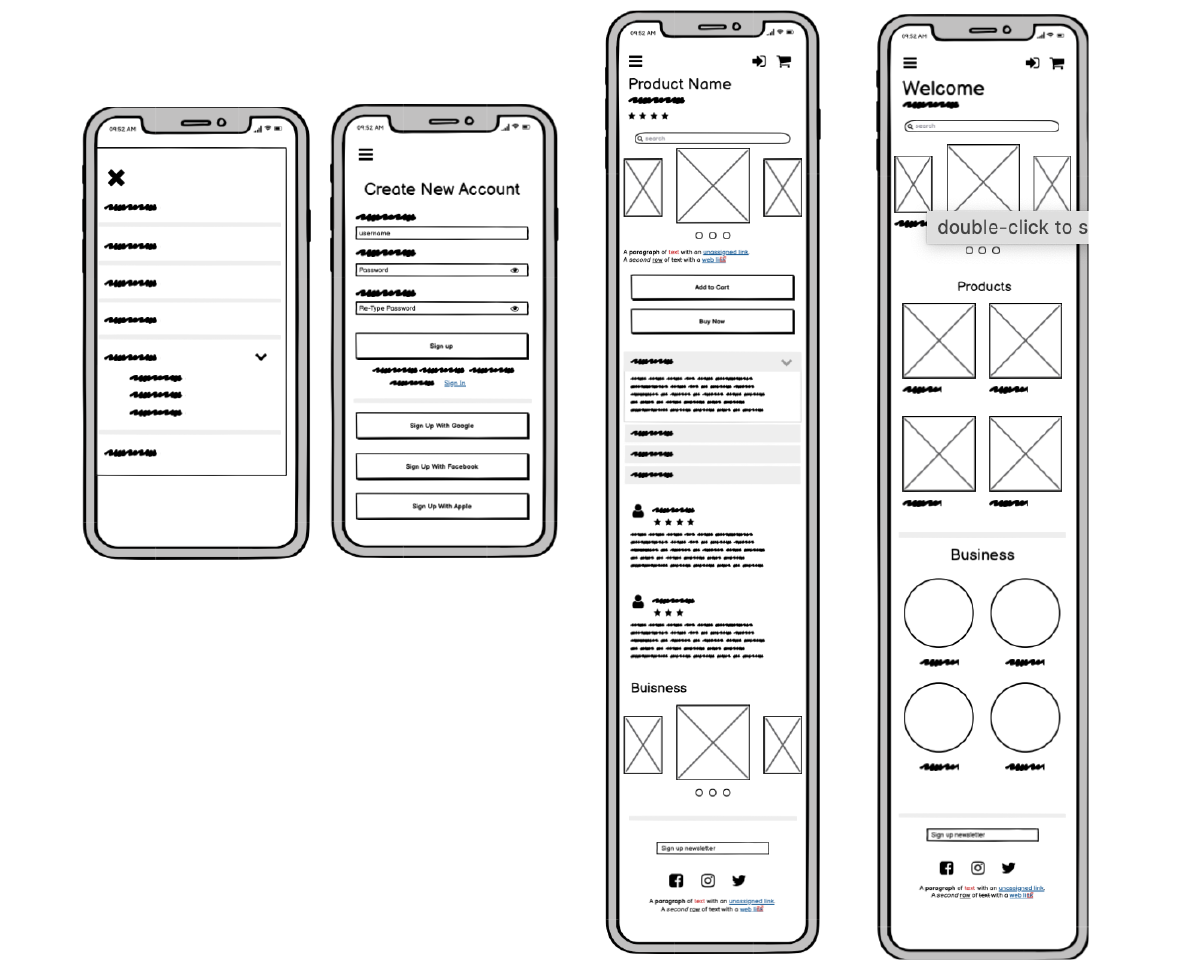 09:52 AM
09:52 AM
Create New Account
username
Password
Re-Type Password
Sign up
Sign in
Sign Up With Google
Sign Up With Facebook
Sign Up With Apple
09:52 AM
Product Name
search
A paragraph of text with an unassigned link.
A second row of text with a web link
Add to Cart
Buy Now
Buisness
Sign up newsletter
A paragraph of text with an unassigned link.
A second row of text with a web link
09:52 AM
Welcome
search
double-click to s
Products
Business
Sign up newsletter
A paragraph of text with an unassigned link.
A second row of text with a web link